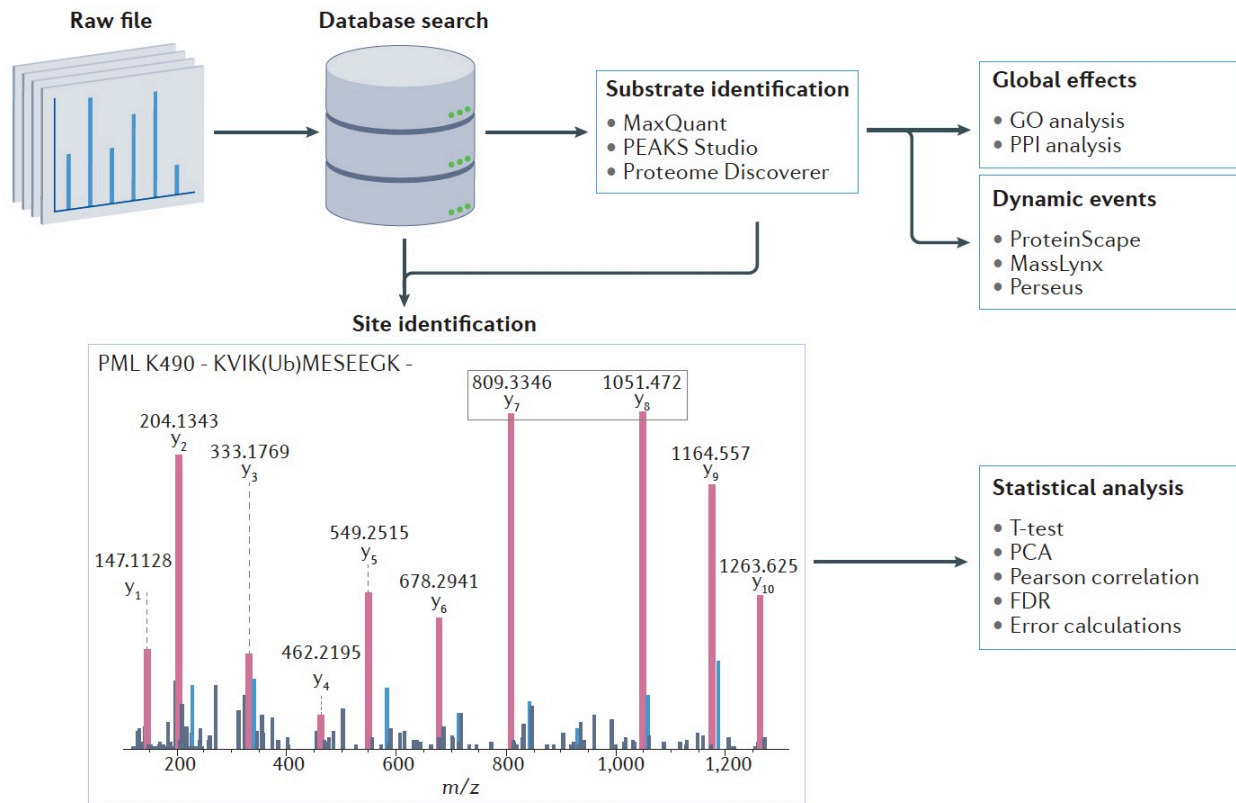 Raw file
Database search
Substrate identification
• MaxQuant
• PEAKS Studio
• Proteome Discoverer
Global effects
• GO analysis
• PPI analysis
Dynamic events
• ProteinScape
• MassLynx
• Perseus
Site identification
PML K490 - KVIK(Ub)MESEEGK -
147.1128
y1
204.1343
y2
333.1769
y3
462.2195
y4
549.2515
y5
678.2941
y6
809.3346
y7
1051.472
y8
1164.557
y9
1263.625
y10
200 400 600 800 1,000 1,200
m/z
Statistical analysis
• T-test
• PCA
• Pearson correlation
• FDR
• Error calculations